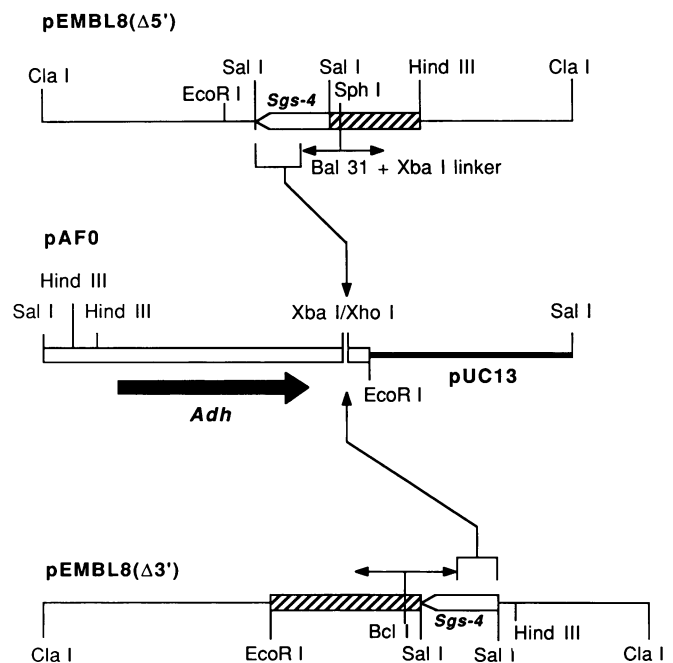 pEMBL8(Δ5')
Cla I
EcoR I
Sal I
Sgs-4
Sal I
Sph I
Hind III
Cla I
Bal 31 + Xba I linker
pAF0
Hind III
Sal I
Hind III
Xba I/Xho I
Sal I
pUC13
EcoR I
Adh
pEMBL8(Δ3')
Cla I
EcoR I
Bcl I
Sal I
Sgs-4
Sal I
Hind III
Cla I